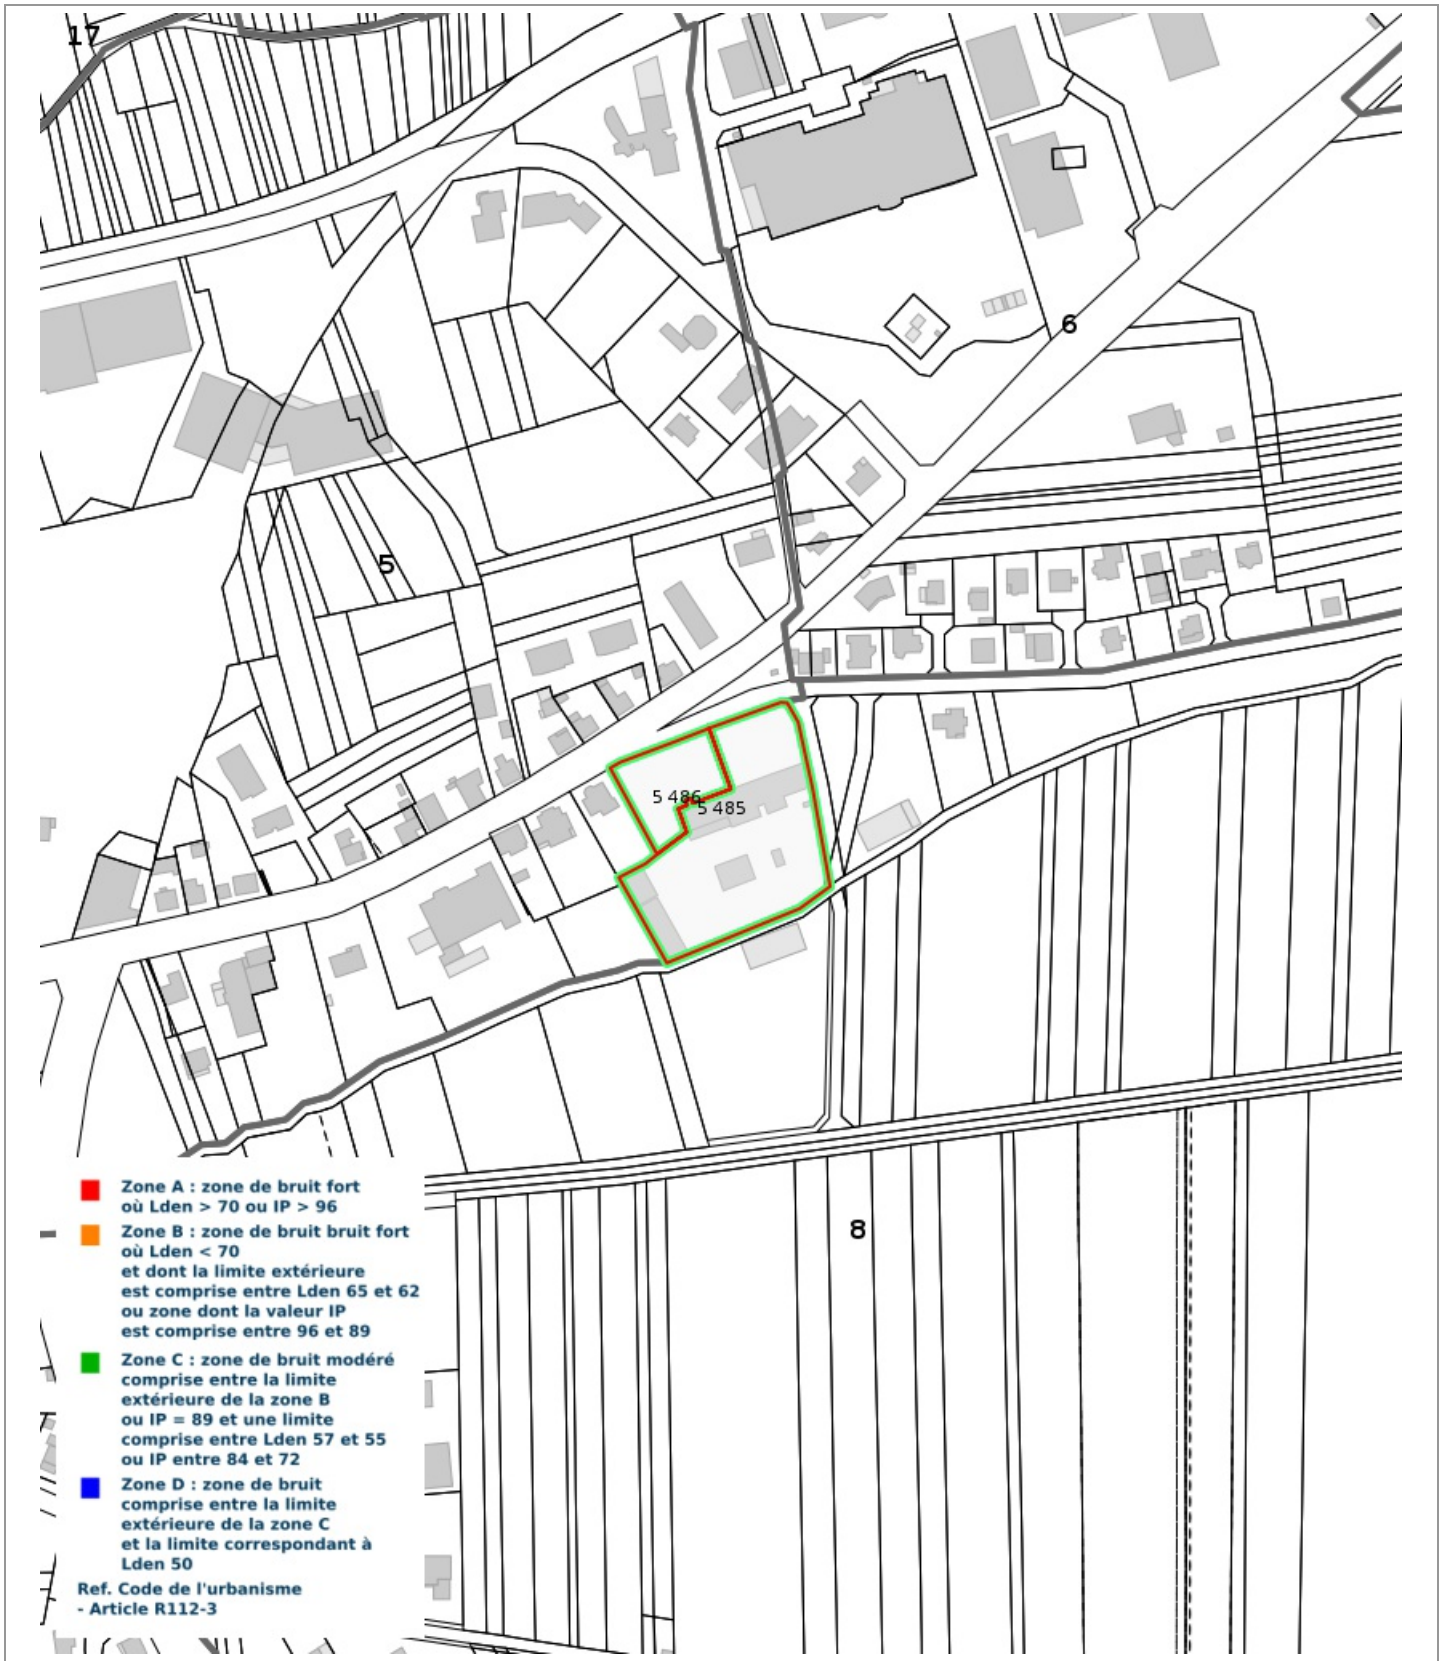 17
6
5
5 486
5 485
8
Zone A : zone de bruit fort
où Lden > 70 ou IP > 96
Zone B : zone de bruit bruit fort
où Lden < 70
et dont la limite extérieure
est comprise entre Lden 65 et 62
ou zone dont la valeur IP
est comprise entre 96 et 89
Zone C : zone de bruit modéré
comprise entre la limite
extérieure de la zone B
ou IP = 89 et une limite
comprise entre Lden 57 et 55
ou IP entre 84 et 72
Zone D : zone de bruit
comprise entre la limite
extérieure de la zone C
et la limite correspondant à
Lden 50
Ref. Code de l'urbanisme
- Article R112-3